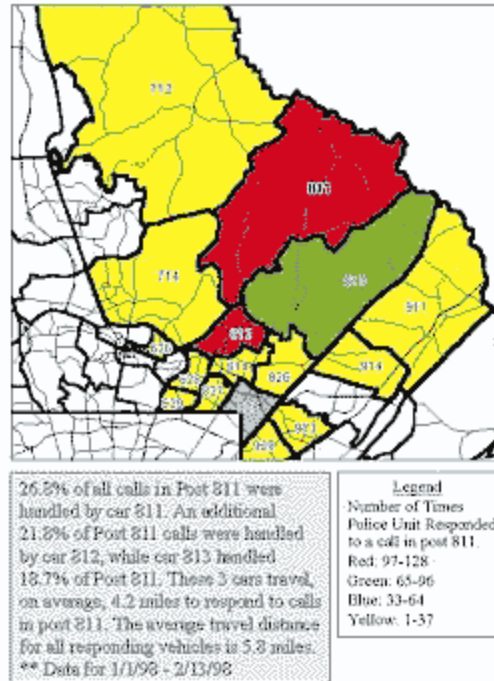 712
714
911
914
826
26.8% of all calls in Post 811 were
handled by car 811. An additional
21.8% of Post 811 calls were handled
by car 812, while car 813 handled
18.7% of Post 811. These 3 cars travel,
on average, 4.2 miles to respond to calls
in post 811. The average travel distance
for all responding vehicles is 5.8 miles.
** Data for 1/1/98 - 2/13/98
Legend
Number of Times
Police Unit Responded
to a call in post 811.
Red: 97-128
Green: 65-96
Blue: 33-64
Yellow: 1-37